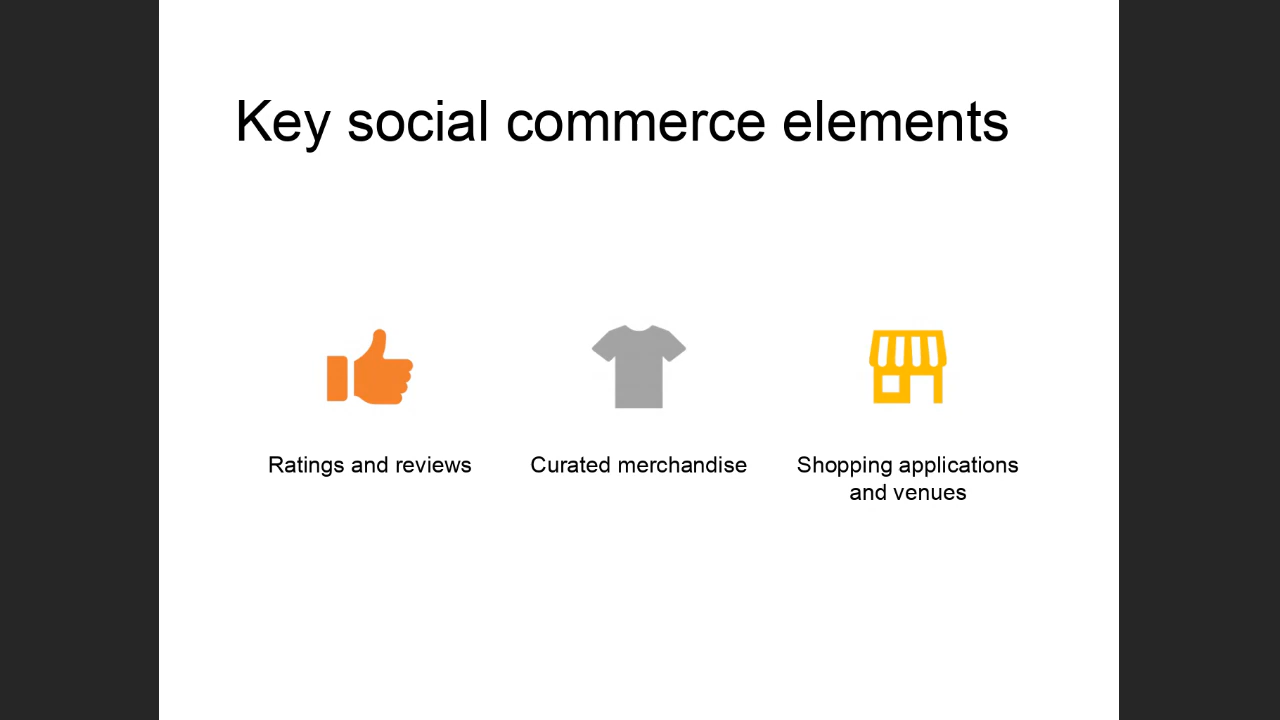 Key social commerce elements
Ratings and reviews
Curated merchandise
Shopping applications
and venues